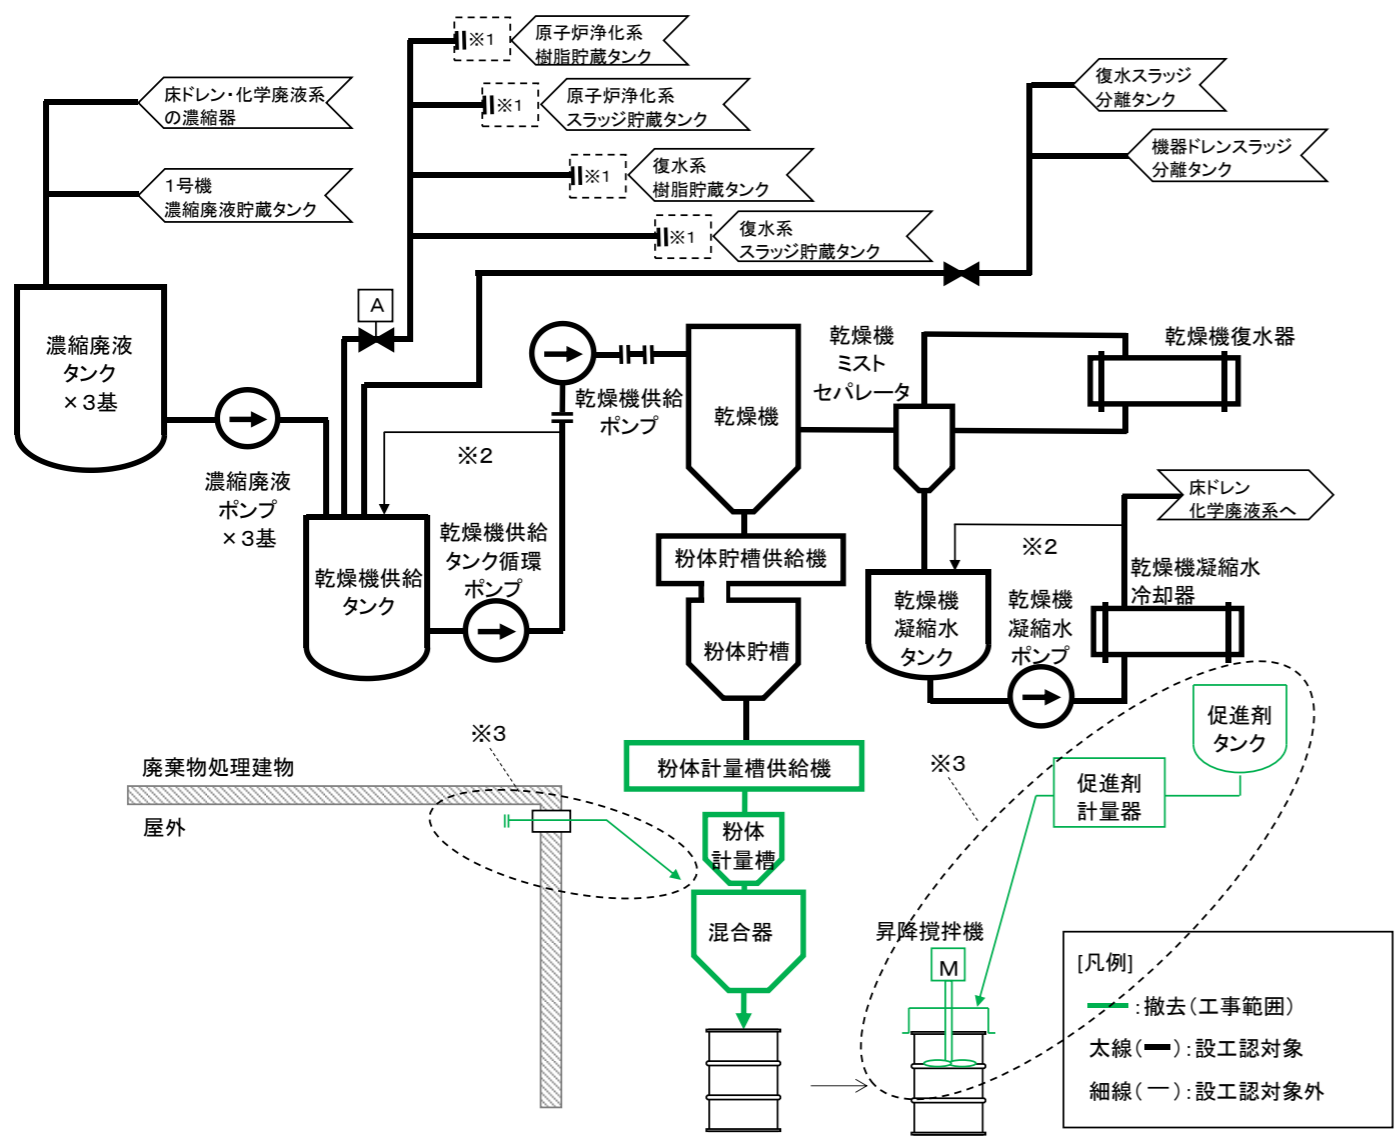 ※1
原子炉浄化系
樹脂貯蔵タンク
※1
原子炉浄化系
スラッジ貯蔵タンク
※1
復水系
樹脂貯蔵タンク
※1
復水系
スラッジ貯蔵タンク
復水スラッジ
分離タンク
機器ドレンスラッジ
分離タンク
床ドレン・化学廃液系
の濃縮器
1号機
濃縮廃液貯蔵タンク
A
濃縮廃液
タンク
×3基
濃縮廃液
ポンプ
×3基
※2
乾燥機供給
タンク
乾燥機供給
タンク循環
ポンプ
乾燥機供給
ポンプ
乾燥機
乾燥機
ミスト
セパレータ
乾燥機復水器
床ドレン
化学廃液系へ
※2
乾燥機凝縮水
冷却器
乾燥機
凝縮水
タンク
乾燥機
凝縮水
ポンプ
粉体貯槽供給機
粉体貯槽
粉体計量槽供給機
粉体
計量槽
混合器
※3
廃棄物処理建物
屋外
※3
促進剤
タンク
促進剤
計量器
昇降撹拌機
M
[凡例]
:撤去(工事範囲)
太線(ー):設工認対象
細線(ー):設工認対象外